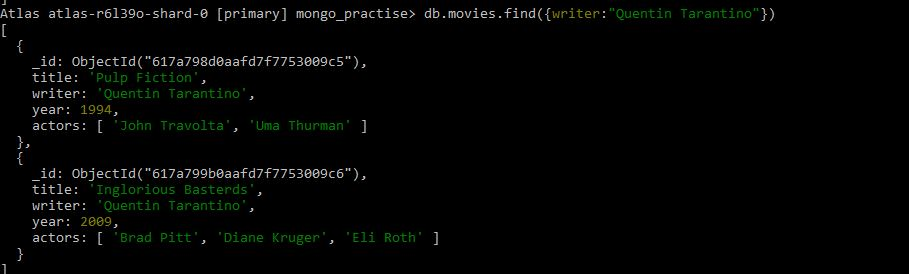 Atlas atlas-r6l39o-shard-0 [primary] mongo_practise> db.movies.find({writer:"Quentin Tarantino"})
[
  {
    _id: ObjectId("617a798d0aafd7f7753009c5"),
    title: 'Pulp Fiction',
    writer: 'Quentin Tarantino',
    year: 1994,
    actors: [ 'John Travolta', 'Uma Thurman' ]
  },
  {
    _id: ObjectId("617a799b0aafd7f7753009c6"),
    title: 'Inglorious Basterds',
    writer: 'Quentin Tarantino',
    year: 2009,
    actors: [ 'Brad Pitt', 'Diane Kruger', 'Eli Roth' ]
  }
]